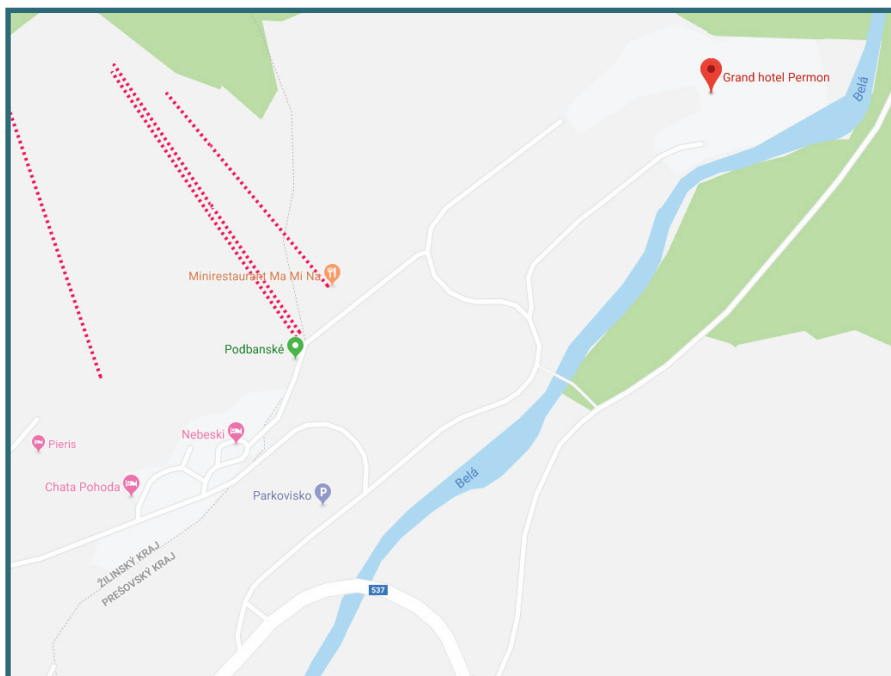 Grand hotel Permon
Belá
Minirestaurant Ma Mi Na
Podbanské
Nebeski
Pieris
Chata Pohoda
Parkovisko
P
Belá
ŽILINSKÝ KRAJ
PREŠOVSKÝ KRAJ
537